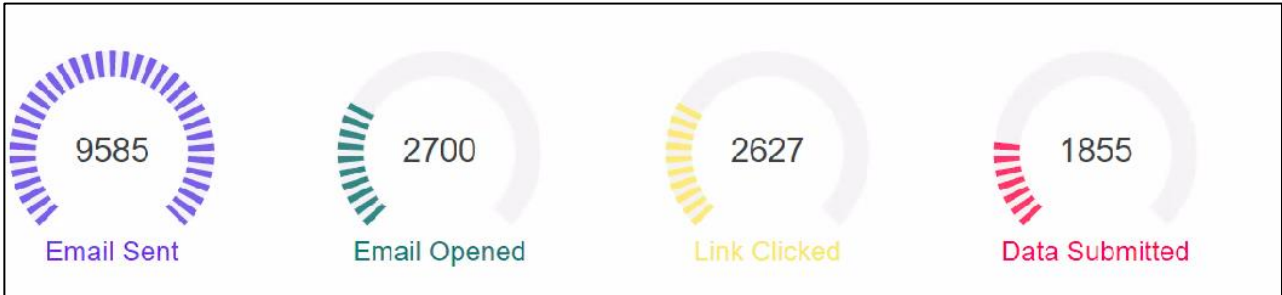 9585
2700
2627
1855
Email Sent
Email Opened
Link Clicked
Data Submitted